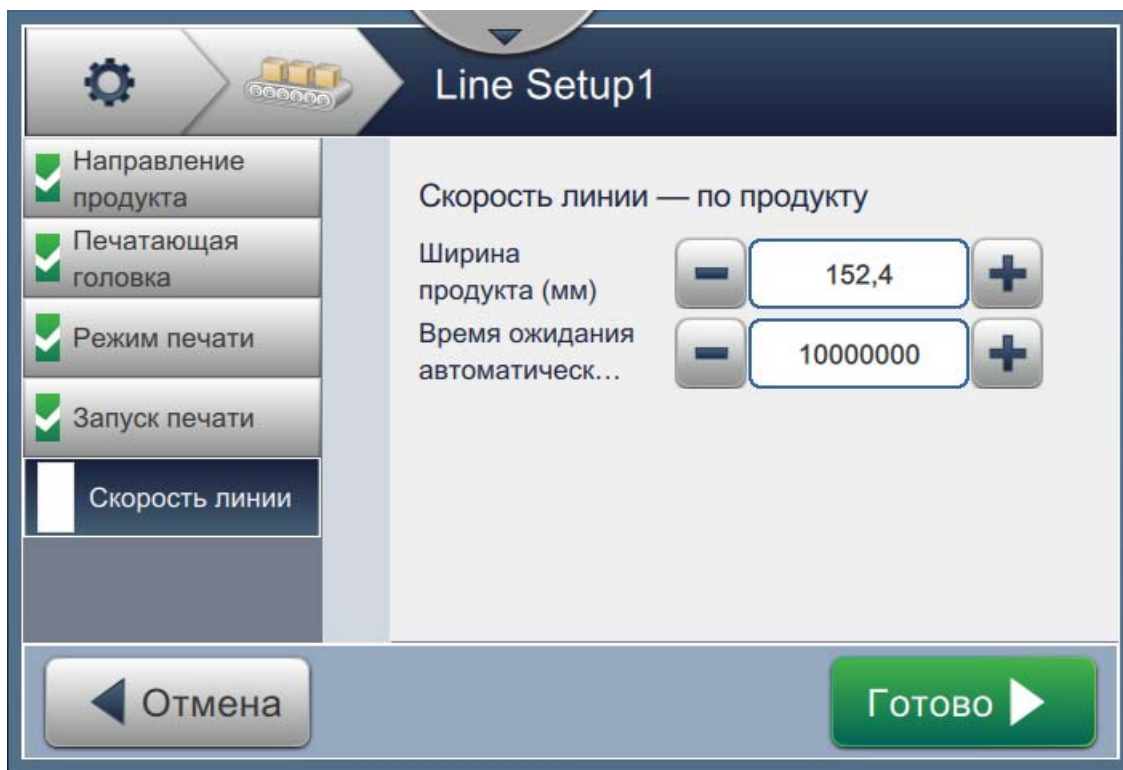 Line Setup1
Направление
продукта
Печатающая
головка
Режим печати
Запуск печати
Скорость линии
Скорость линии — по продукту
Ширина
продукта (мм)
152,4
Время ожидания
автоматическ...
10000000
Отмена
Готово